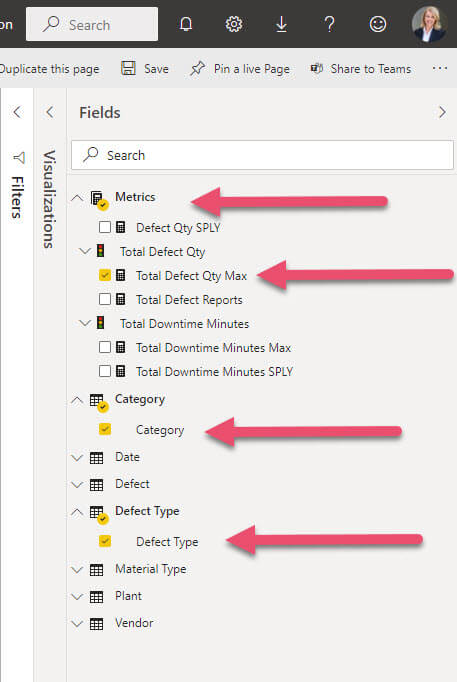 on
Search
?
Duplicate this page
Save
Pin a live Page
Share to Teams
...
Filters
Visualizations
Fields
Search
Metrics
Defect Qty SPLY
Total Defect Qty
Total Defect Qty Max
Total Defect Reports
Total Downtime Minutes
Total Downtime Minutes Max
Total Downtime Minutes SPLY
Category
Category
Date
Defect
Defect Type
Defect Type
Material Type
Plant
Vendor